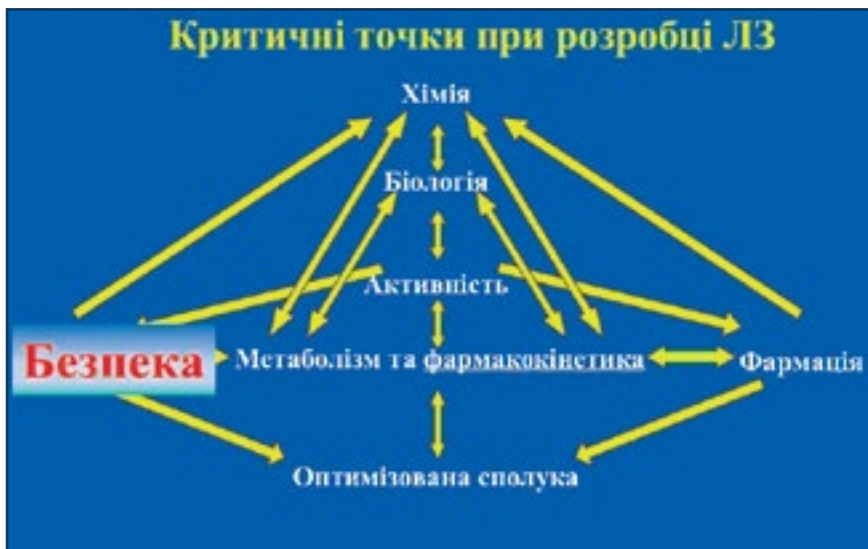 Критичні точки при розробці ЛЗ
Хімія
Біологія
Активність
Безпека
Метаболізм та фармакокінетика
Фармація
Оптимізована сполука